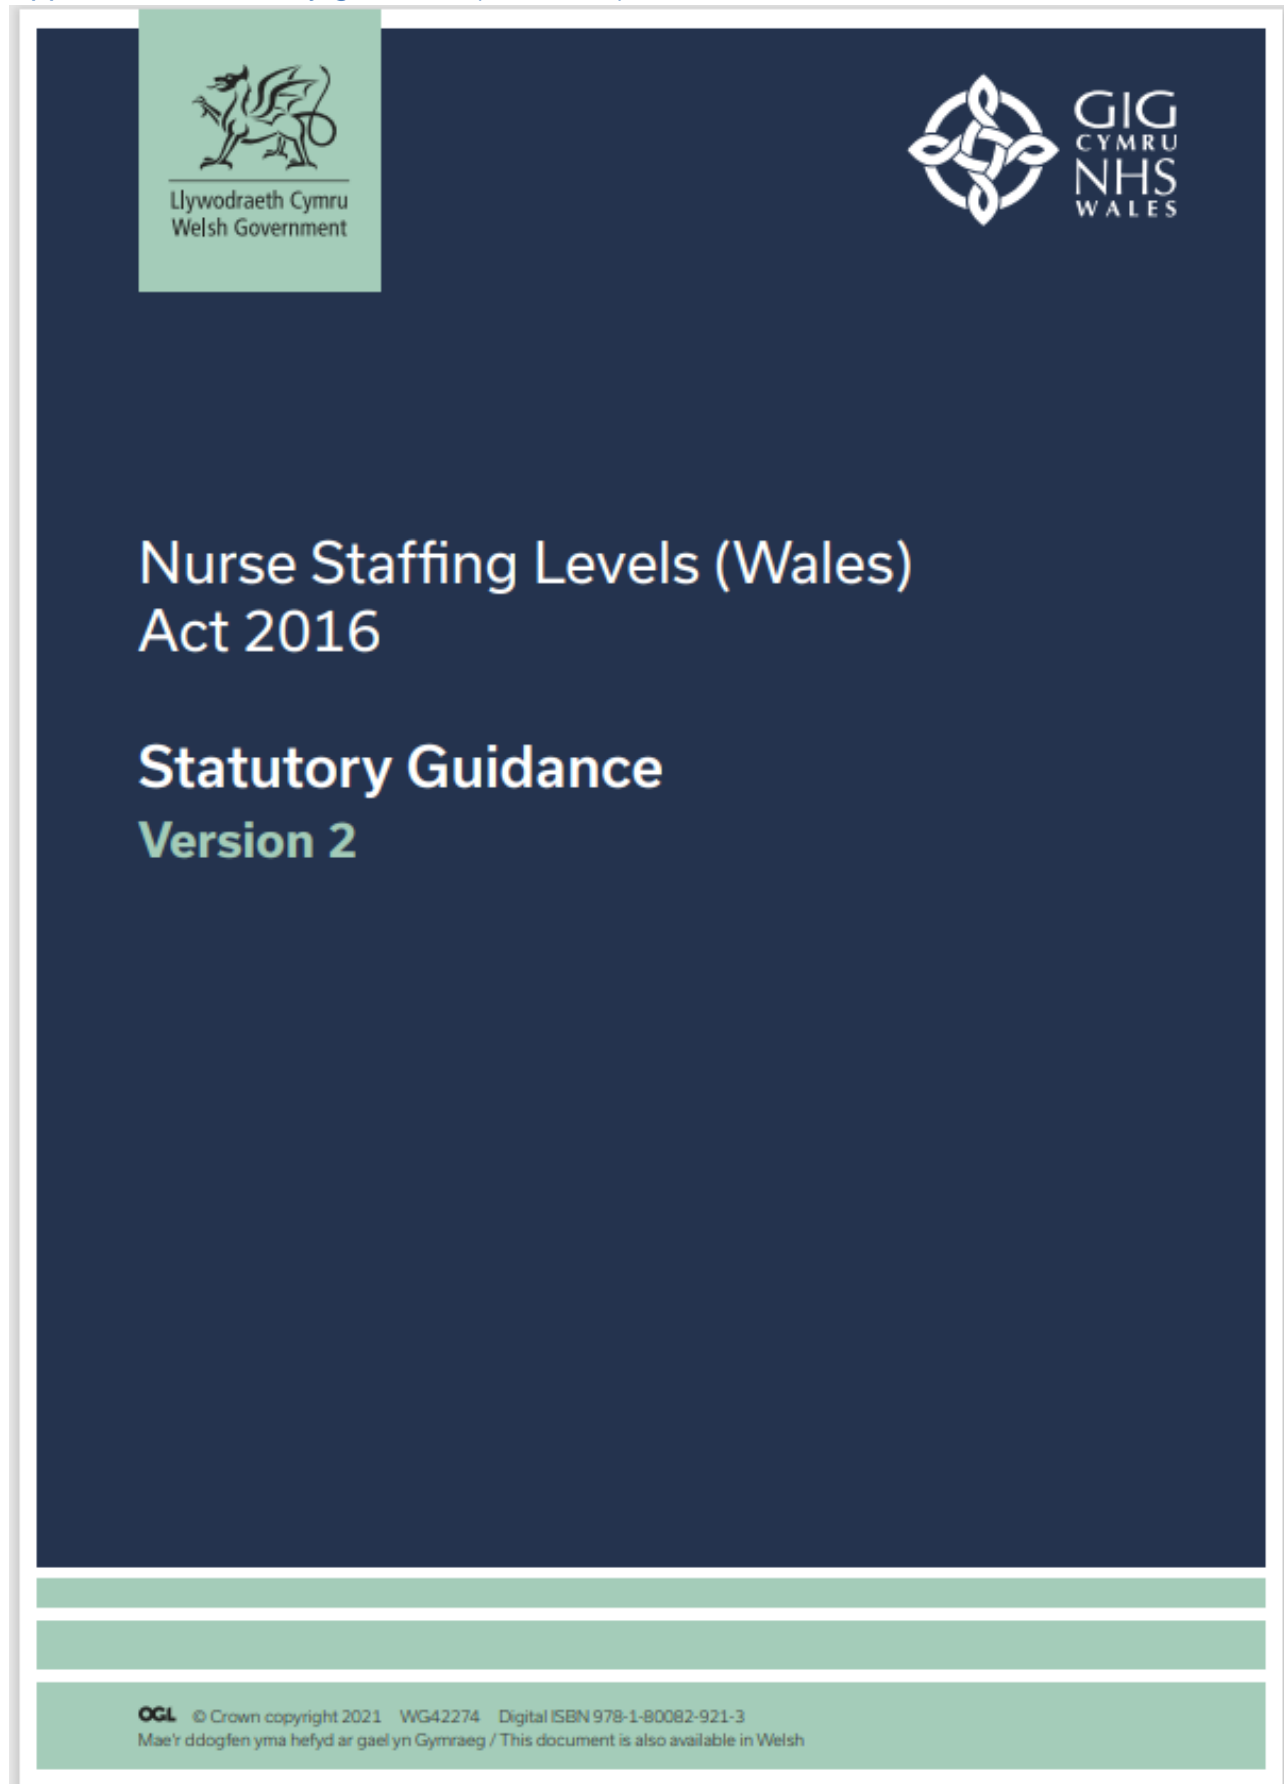 Llywodraeth Cymru
Welsh Government
GIG
CYMRU
NHS
WALES
Nurse Staffing Levels (Wales)
Act 2016
Statutory Guidance
Version 2
OGL © Crown copyright 2021 WG42274 Digital ISBN 978-1-80082-921-3
Mae'r ddogfen yma hefyd ar gael yn Gymraeg / This document is also available in Welsh